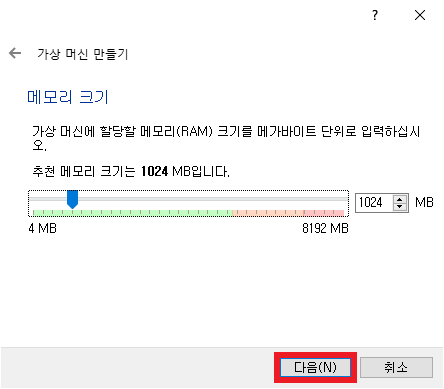 ?
가상 머신 만들기
메모리 크기
가상 머신에 할당할 메모리(RAM) 크기를 메가바이트 단위로 입력하십시
오.
추천 메모리 크기는 1024 MB입니다.
1024 MB
4 MB 8192 MB
다음(N) 취소